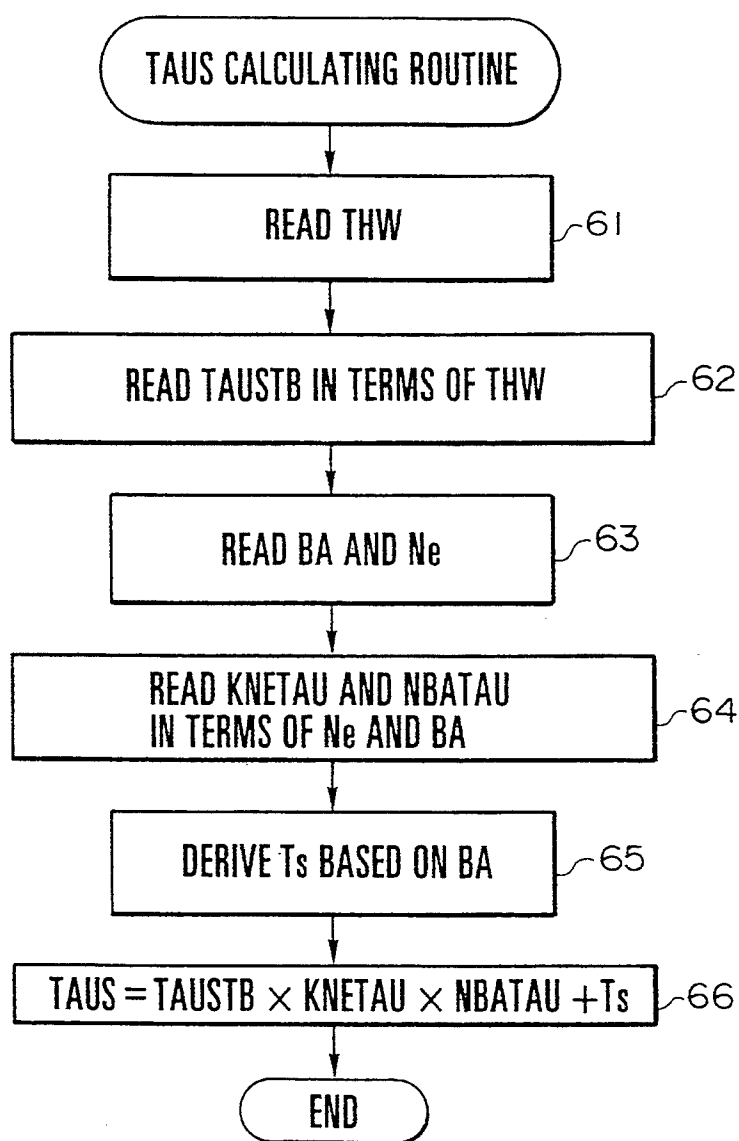 TAUS CALCULATING ROUTINE
READ THW
61
READ TAUSTB IN TERMS OF THW
62
READ BA AND Ne
63
READ KNETAU AND NBATAU
IN TERMS OF Ne AND BA
64
DERIVE Ts BASED ON BA
65
TAUS = TAUSTB × KNETAU × NBATAU + Ts
66
END